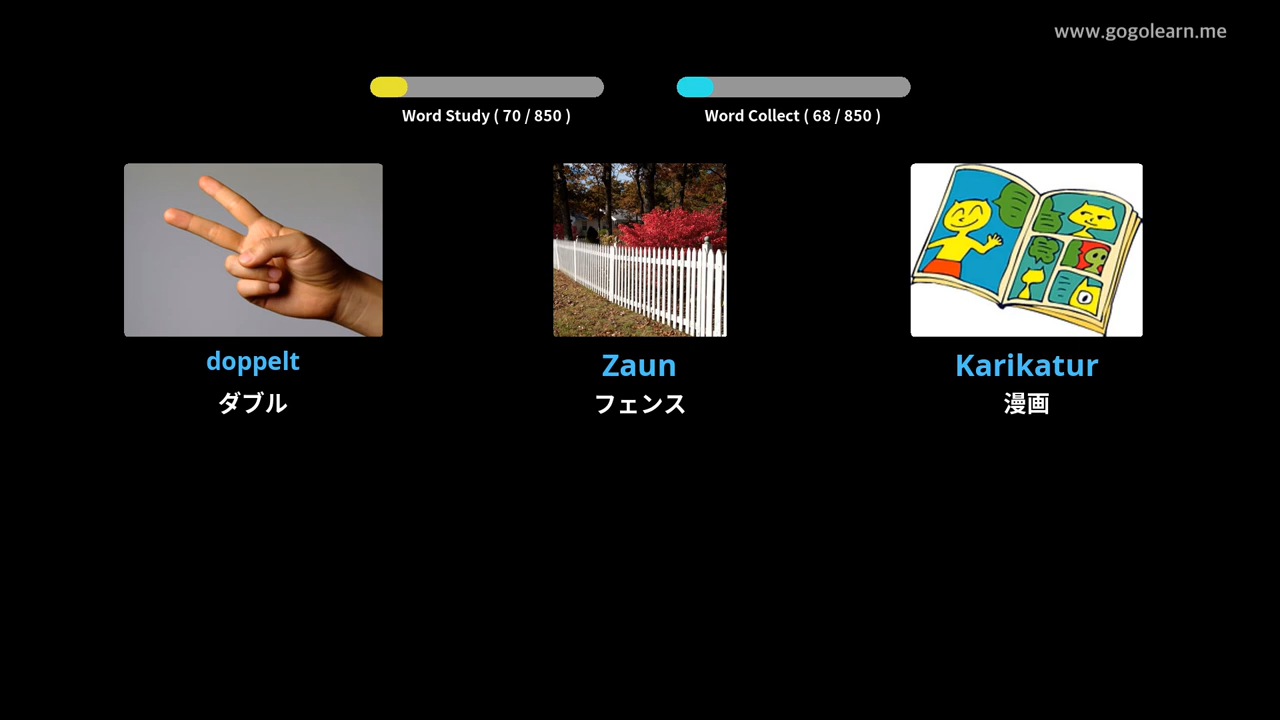 www.gogolearn.me
Word Study ( 70 / 850 )
Word Collect ( 68 / 850 )
doppelt
ダブル
Zaun
フェンス
Karikatur
漫画